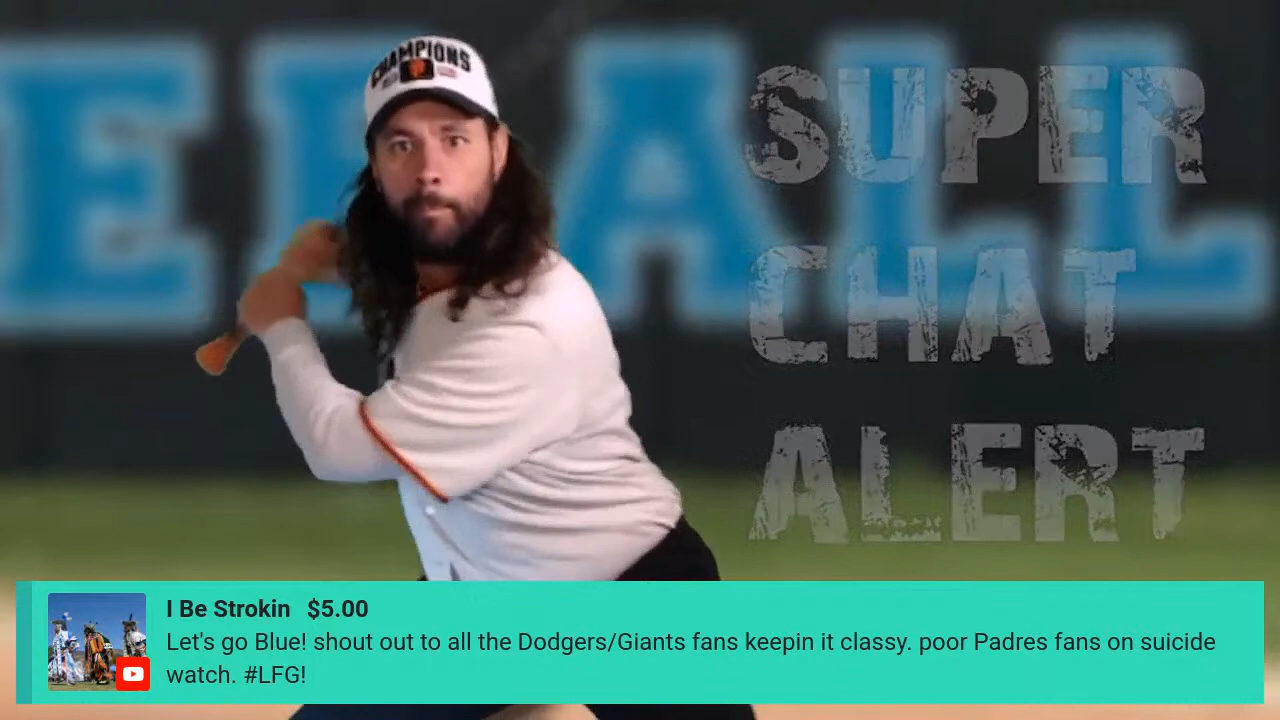 CHAMPIONS
SUPER
CHAT
ALERT
I Be Strokin $5.00
Let's go Blue! shout out to all the Dodgers/Giants fans keepin it classy. poor Padres fans on suicide
watch. #LFG!